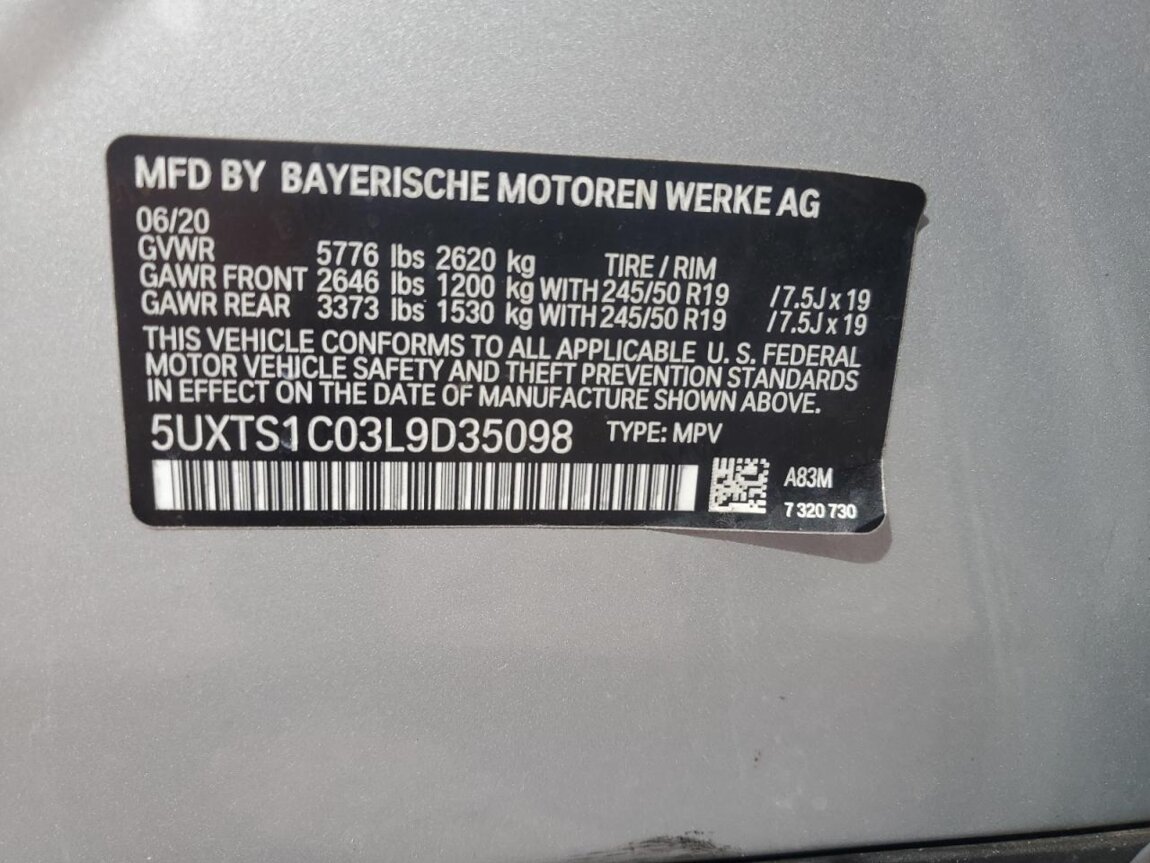 MFD BY BAYERISCHE MOTOREN WERKE AG
06/20
GVWR 5776 lbs 2620 kg TIRE / RIM
GAWR FRONT 2646 lbs 1200 kg WITH 245/50 R19 /7.5J x 19
GAWR REAR 3373 lbs 1530 kg WITH 245/50 R19 /7.5J x 19
THIS VEHICLE CONFORMS TO ALL APPLICABLE U. S. FEDERAL
MOTOR VEHICLE SAFETY AND THEFT PREVENTION STANDARDS
IN EFFECT ON THE DATE OF MANUFACTURE SHOWN ABOVE.
5UXTS1C03L9D35098 TYPE: MPV
A83M
7 320 730